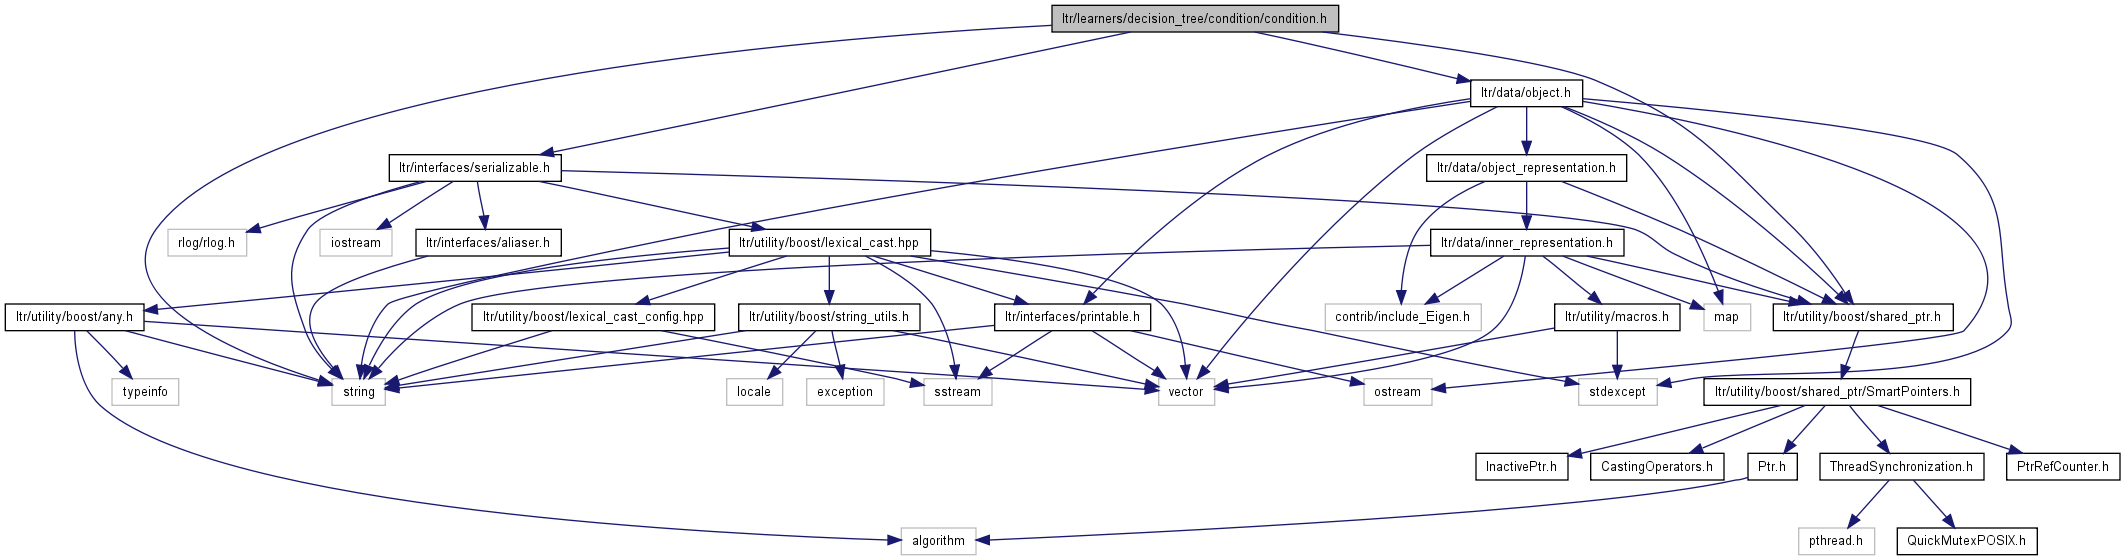 ltr/learners/decision_tree/condition/condition.h
ltr/data/object.h
ltr/interfaces/serializable.h
ltr/data/object_representation.h
rlog/rlog.h
iostream
ltr/interfaces/aliaser.h
ltr/utility/boost/lexical_cast.hpp
ltr/data/inner_representation.h
ltr/utility/boost/any.h
ltr/utility/boost/lexical_cast_config.hpp
ltr/utility/boost/string_utils.h
ltr/interfaces/printable.h
contrib/include_Eigen.h
ltr/utility/macros.h
map
ltr/utility/boost/shared_ptr.h
typeinfo
string
locale
exception
sstream
vector
ostream
stdexcept
ltr/utility/boost/shared_ptr/SmartPointers.h
InactivePtr.h
CastingOperators.h
Ptr.h
ThreadSynchronization.h
PtrRefCounter.h
algorithm
pthread.h
QuickMutexPOSIX.h